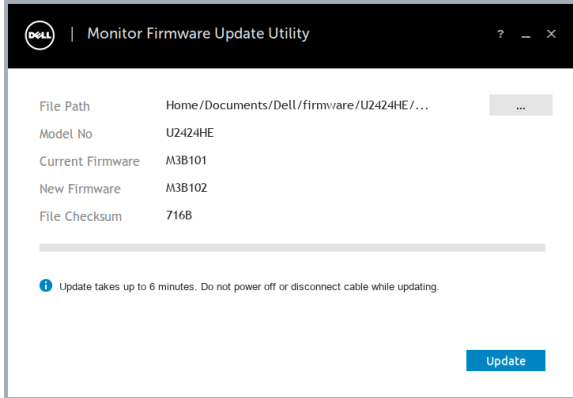 DELL | Monitor Firmware Update Utility ? _ ×
File Path Home/Documents/Dell/firmware/U2424HE/... ...
Model No U2424HE
Current Firmware M3B101
New Firmware M3B102
File Checksum 716B
i Update takes up to 6 minutes. Do not power off or disconnect cable while updating.
Update